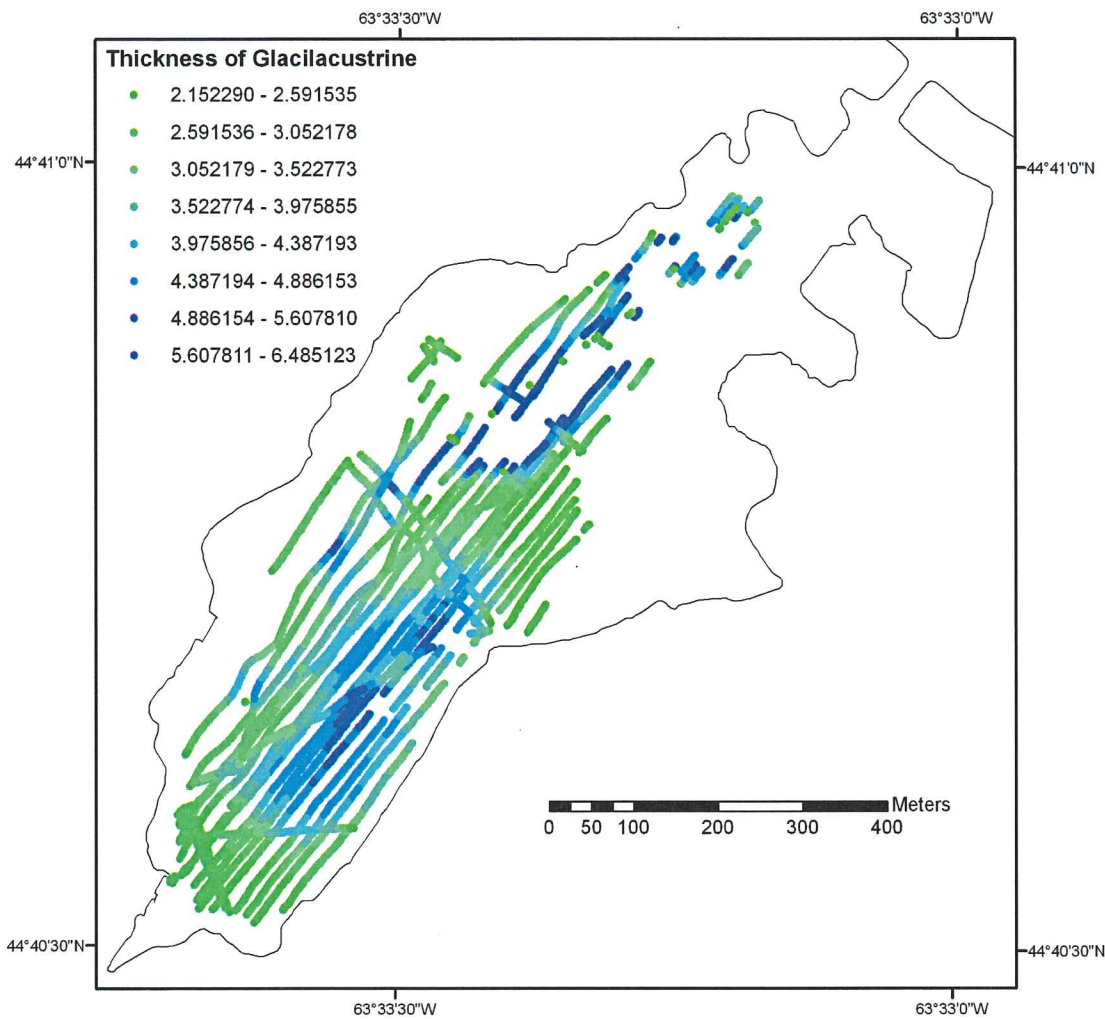 63°33'30"W 63°33'0"W
Thickness of Glacilacustrine
2.152290 - 2.591535
2.591536 - 3.052178
3.052179 - 3.522773
3.522774 - 3.975855
3.975856 - 4.387193
4.387194 - 4.886153
4.886154 - 5.607810
5.607811 - 6.485123
44°41'0"N 44°41'0"N
Meters
0 50 100 200 300 400
44°40'30"N 44°40'30"N
63°33'30"W 63°33'0"W